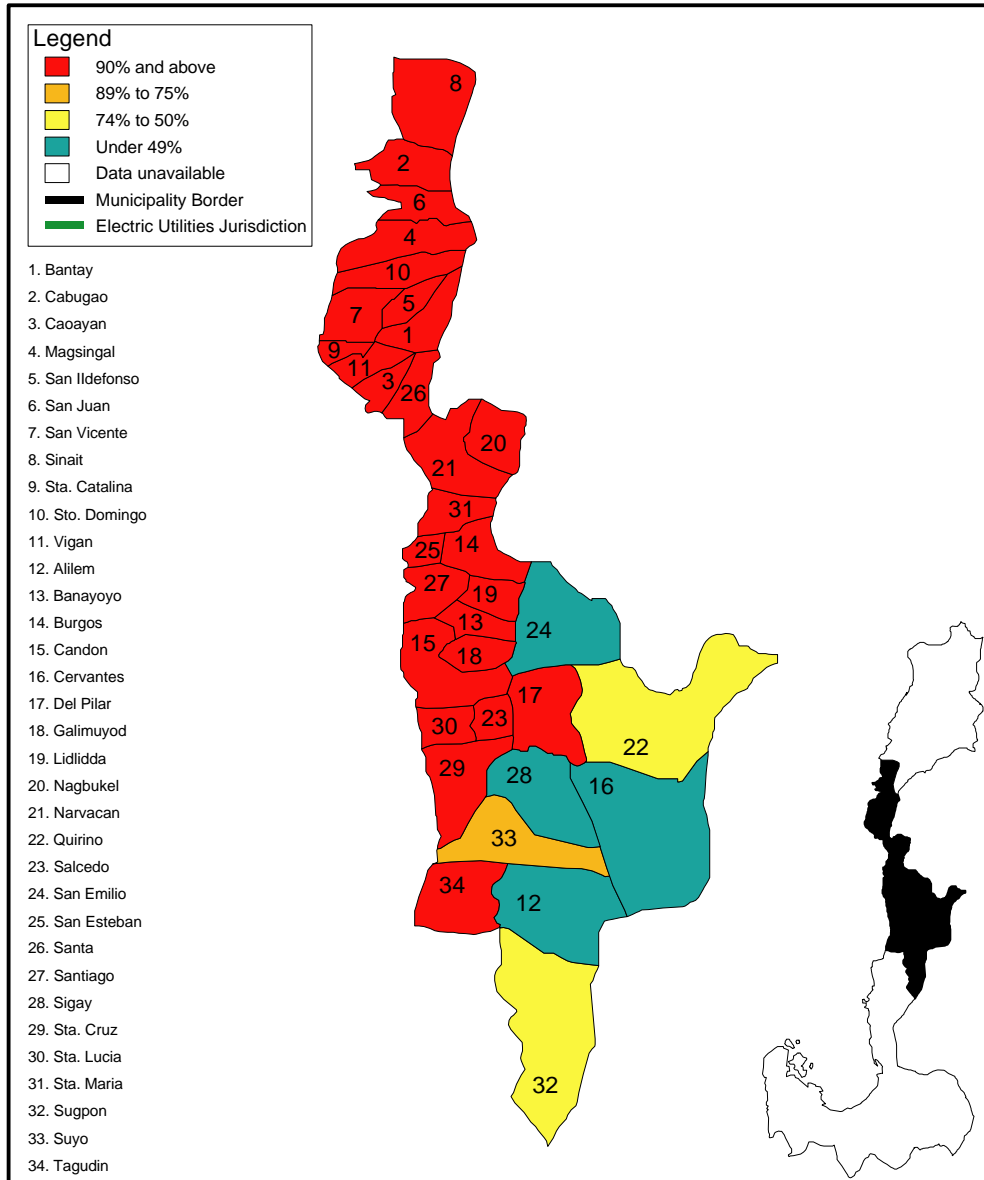 Legend
90% and above
89% to 75%
74% to 50%
Under 49%
Data unavailable
Municipality Border
Electric Utilities Jurisdiction
1. Bantay
2. Cabugao
3. Caoayan
4. Magsingal
5. San Ildefonso
6. San Juan
7. San Vicente
8. Sinait
9. Sta. Catalina
10. Sto. Domingo
11. Vigan
12. Alilem
13. Banayoyo
14. Burgos
15. Candon
16. Cervantes
17. Del Pilar
18. Galimuyod
19. Lidlidda
20. Nagbukel
21. Narvacan
22. Quirino
23. Salcedo
24. San Emilio
25. San Esteban
26. Santa
27. Santiago
28. Sigay
29. Sta. Cruz
30. Sta. Lucia
31. Sta. Maria
32. Sugpon
33. Suyo
34. Tagudin
8
2
6
4
10
5
7
1
9
11
3
26
20
21
31
14
25
27
19
13
24
15
18
17
23
30
22
29
28
16
33
34
12
32